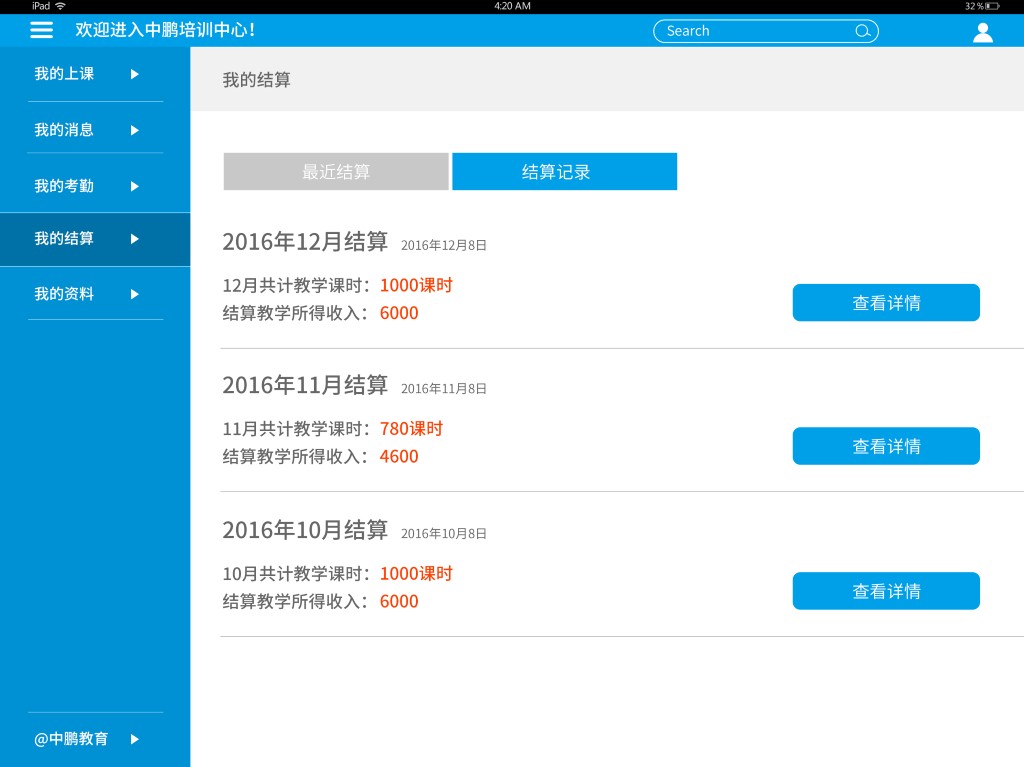 iPad 4:20 AM 32%
欢迎进入中鹏培训中心！ Search
我的上课
我的消息
我的考勤
我的结算
我的资料
@中鹏教育
我的结算
最近结算 结算记录
2016年12月结算 2016年12月8日
12月共计教学课时：1000课时
结算教学所得收入： 6000
查看详情
2016年11月结算 2016年11月8日
11月共计教学课时：780课时
结算教学所得收入： 4600
查看详情
2016年10月结算 2016年10月8日
10月共计教学课时：1000课时
结算教学所得收入： 6000
查看详情